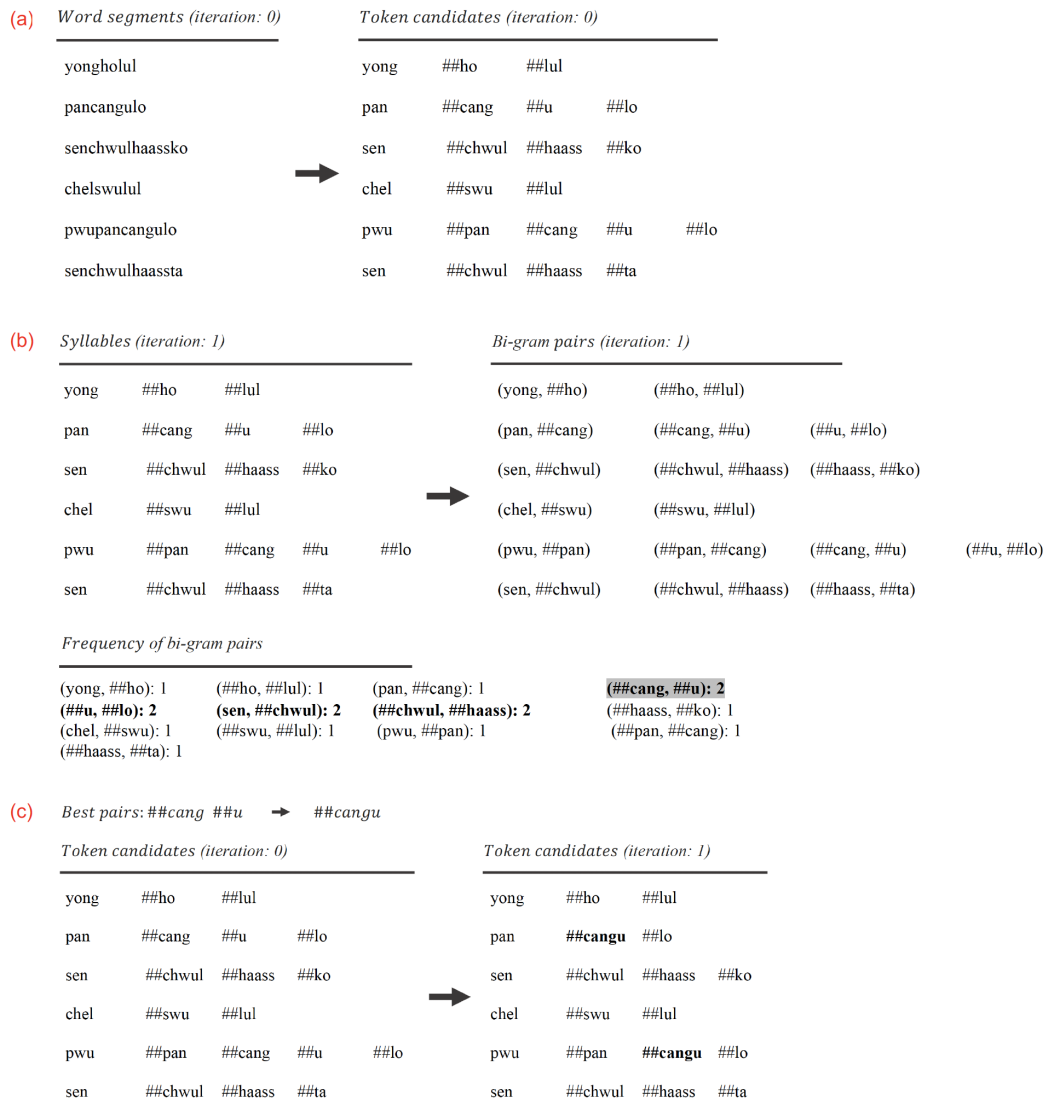 (a) Word segments (iteration: 0) Token candidates (iteration: 0)
yongholul yong ##ho ##lul
pancangulo pan ##cang ##u ##lo
senchwulhaassko sen ##chwul ##haass ##ko
chelswulul chel ##swu ##lul
pwupancangulo pwu ##pan ##cang ##u ##lo
senchwulhaassta sen ##chwul ##haass ##ta
(b) Syllables (iteration: 1) Bi-gram pairs (iteration: 1)
yong ##ho ##lul (yong, ##ho) (##ho, ##lul)
pan ##cang ##u ##lo (pan, ##cang) (##cang, ##u) (##u, ##lo)
sen ##chwul ##haass ##ko (sen, ##chwul) (##chwul, ##haass) (##haass, ##ko)
chel ##swu ##lul (chel, ##swu) (##swu, ##lul)
pwu ##pan ##cang ##u ##lo (pwu, ##pan) (##pan, ##cang) (##cang, ##u) (##u, ##lo)
sen ##chwul ##haass ##ta (sen, ##chwul) (##chwul, ##haass) (##haass, ##ta)
Frequency of bi-gram pairs
(yong, ##ho): 1 (##ho, ##lul): 1 (pan, ##cang): 1 (##cang, ##u): 2
(##u, ##lo): 2 (sen, ##chwul): 2 (##chwul, ##haass): 2 (##haass, ##ko): 1
(chel, ##swu): 1 (##swu, ##lul): 1 (pwu, ##pan): 1 (##pan, ##cang): 1
(##haass, ##ta): 1
(c) Best pairs: ##cang ##u → ##cangu
Token candidates (iteration: 0) Token candidates (iteration: 1)
yong ##ho ##lul yong ##ho ##lul
pan ##cang ##u ##lo pan ##cangu ##lo
sen ##chwul ##haass ##ko sen ##chwul ##haass ##ko
chel ##swu ##lul chel ##swu ##lul
pwu ##pan ##cang ##u ##lo pwu ##pan ##cangu ##lo
sen ##chwul ##haass ##ta sen ##chwul ##haass ##ta